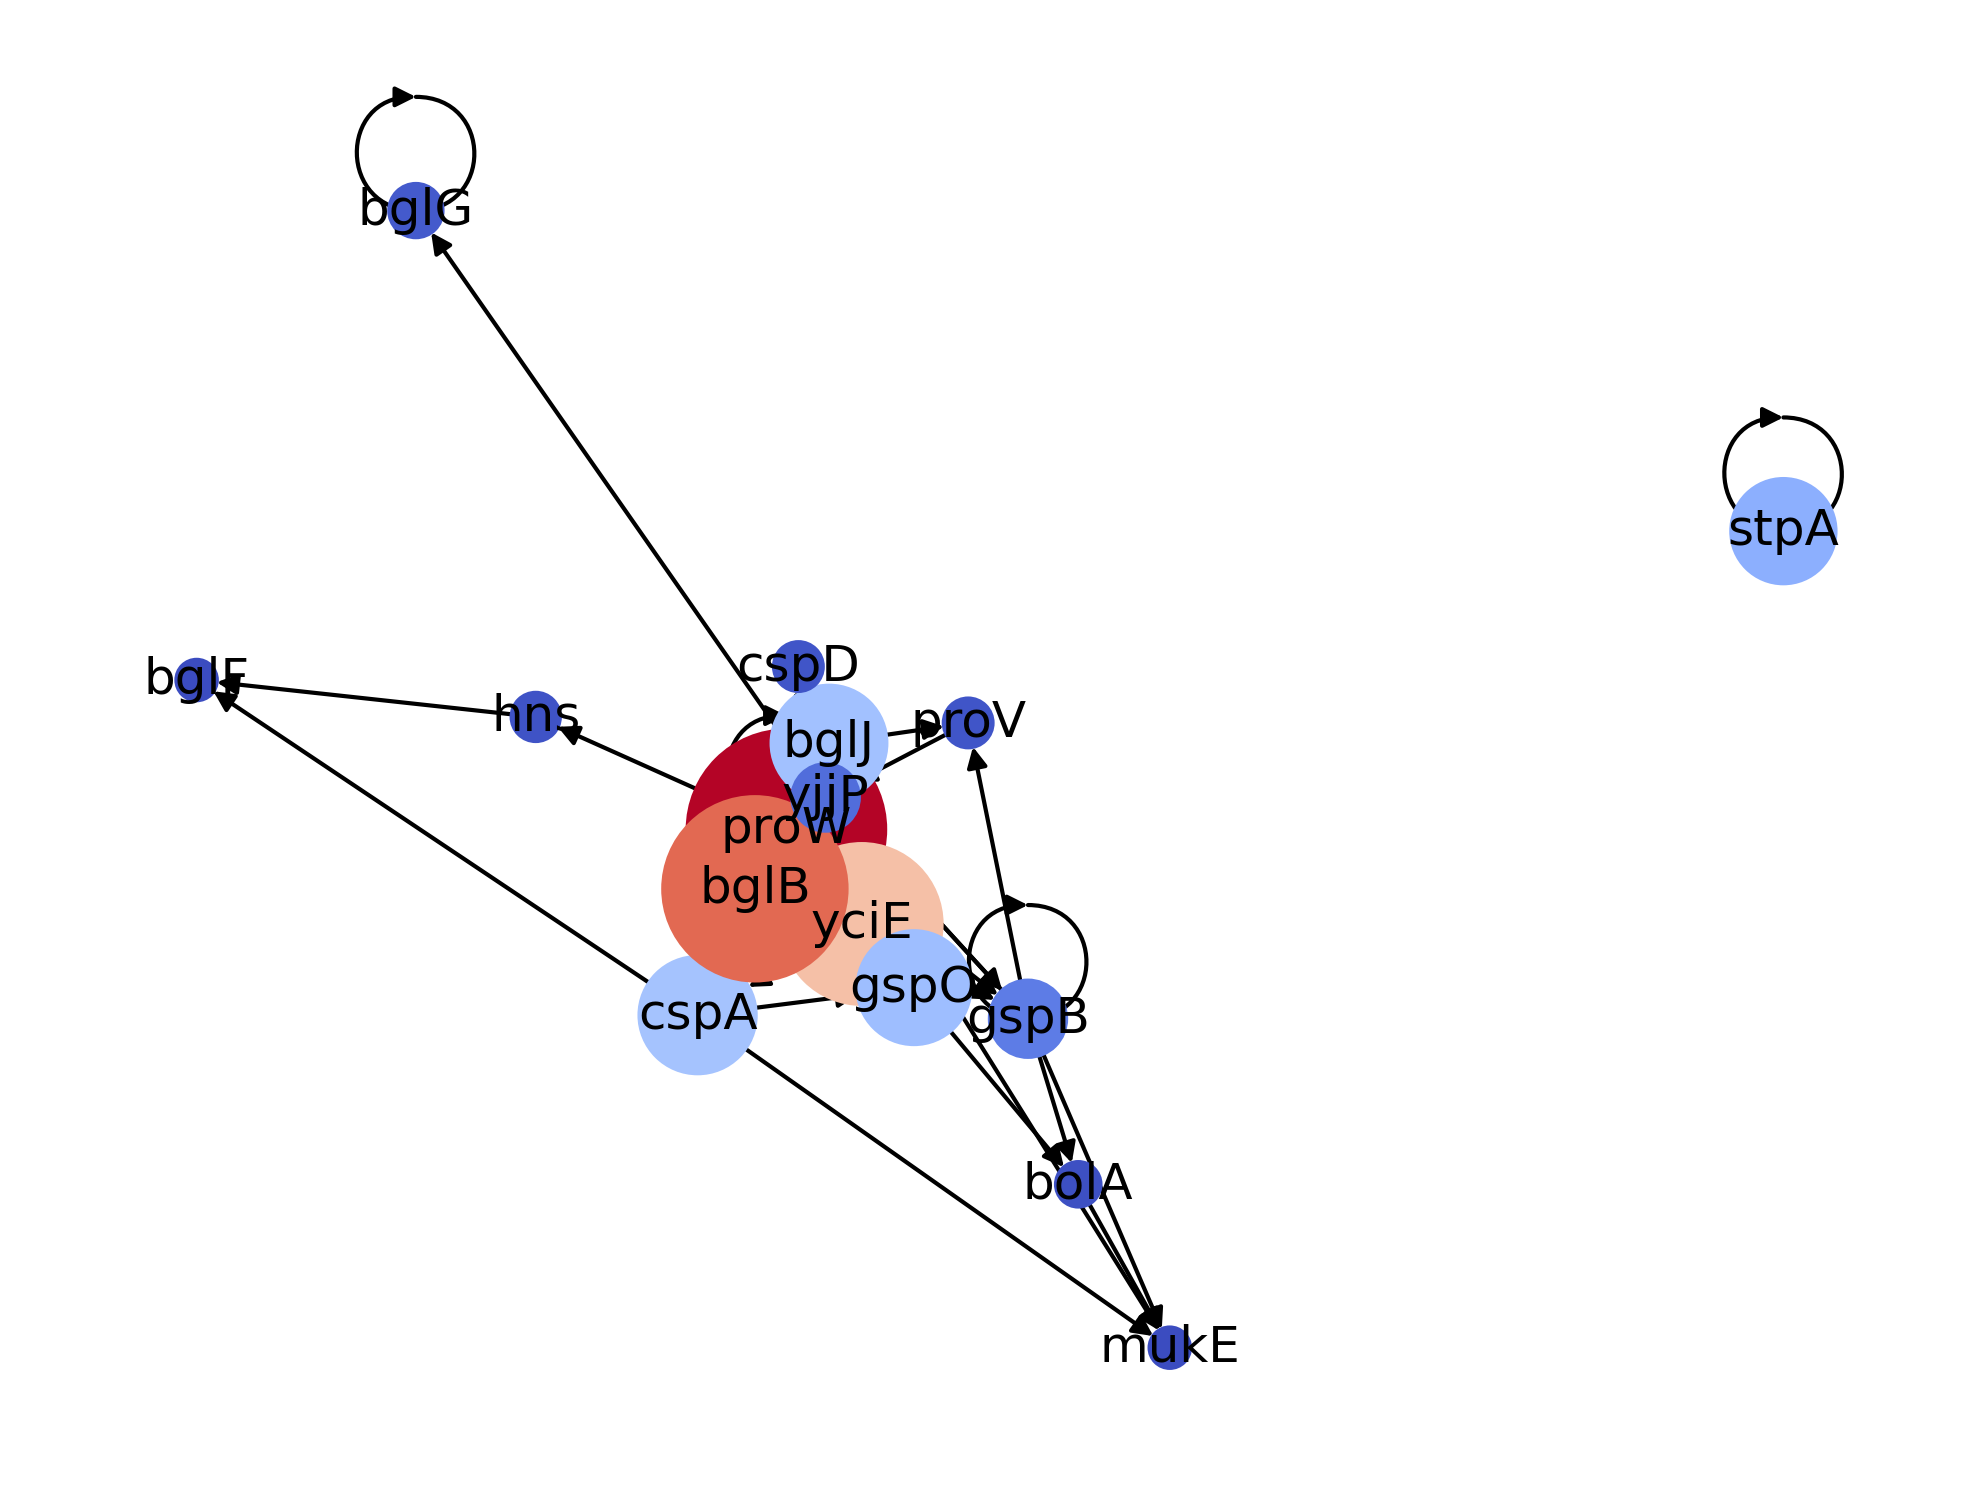 bglG
stpA
cspD
bglF
hns
proV
bglJ
yjjP
proW
bglB
yciE
gspO
cspA
gspB
bolA
mukE